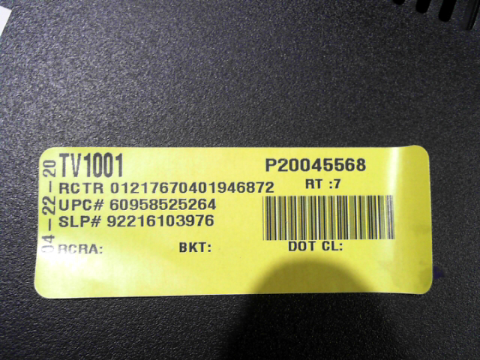 04-22-20
TV1001 P20045568
RCTR 01217670401946872 RT :7
UPC# 60958525264
SLP# 92216103976
RCRA: BKT: DOT CL: